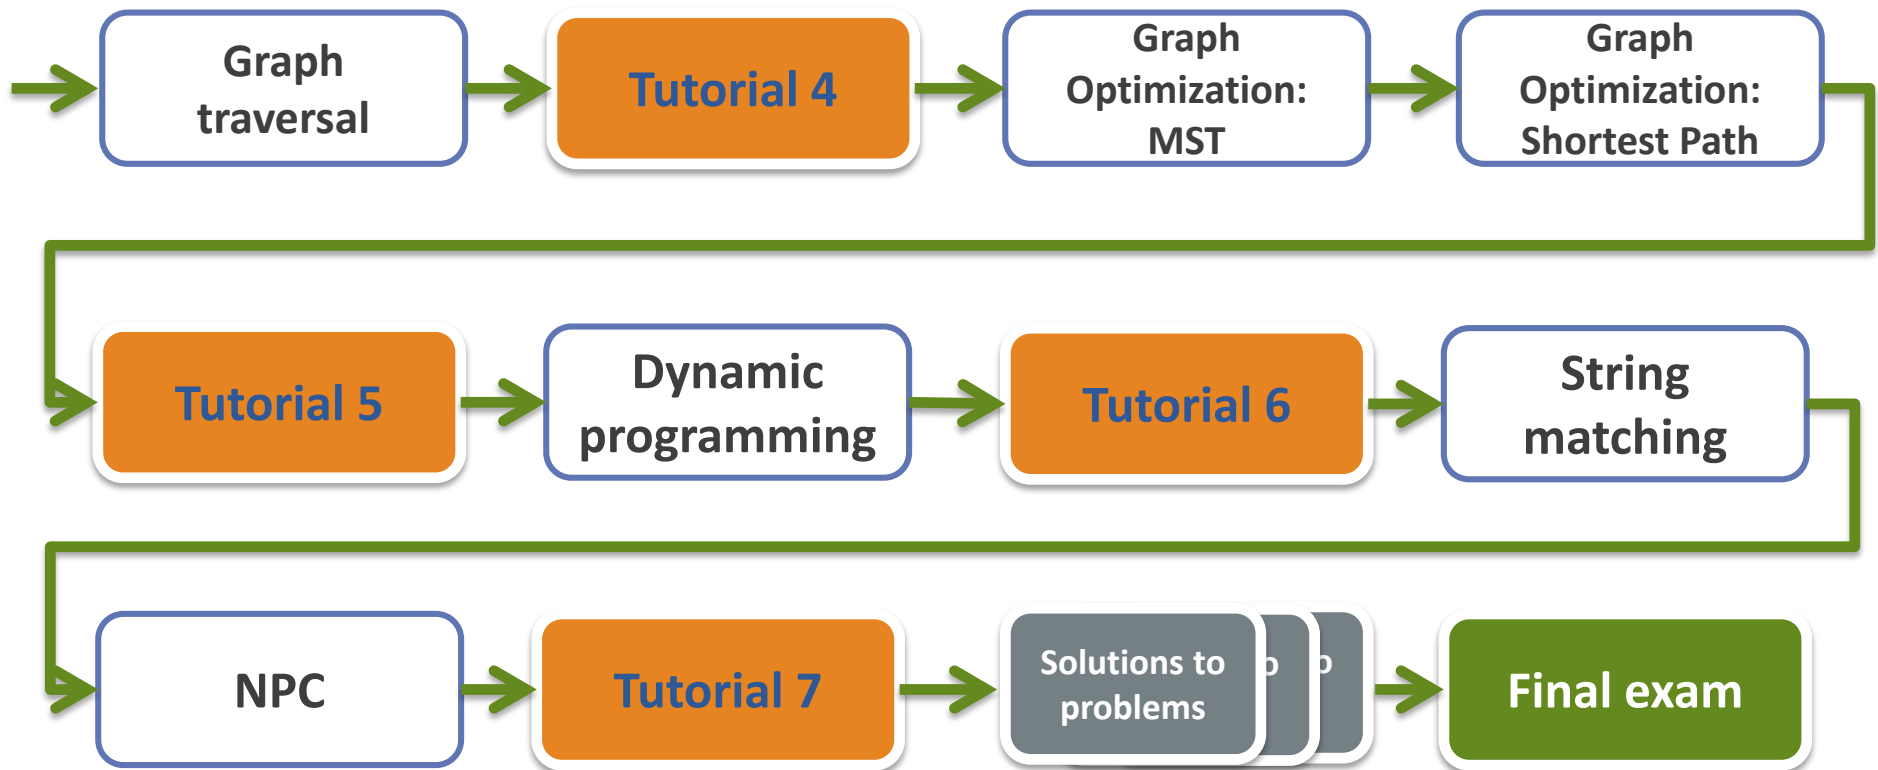 Graph
traversal
Tutorial 4
Graph
Optimization:
MST
Graph
Optimization:
Shortest Path
Tutorial 5
Dynamic
programming
Tutorial 6
String
matching
NPC
Tutorial 7
Solutions to
problems
o
o
Final exam